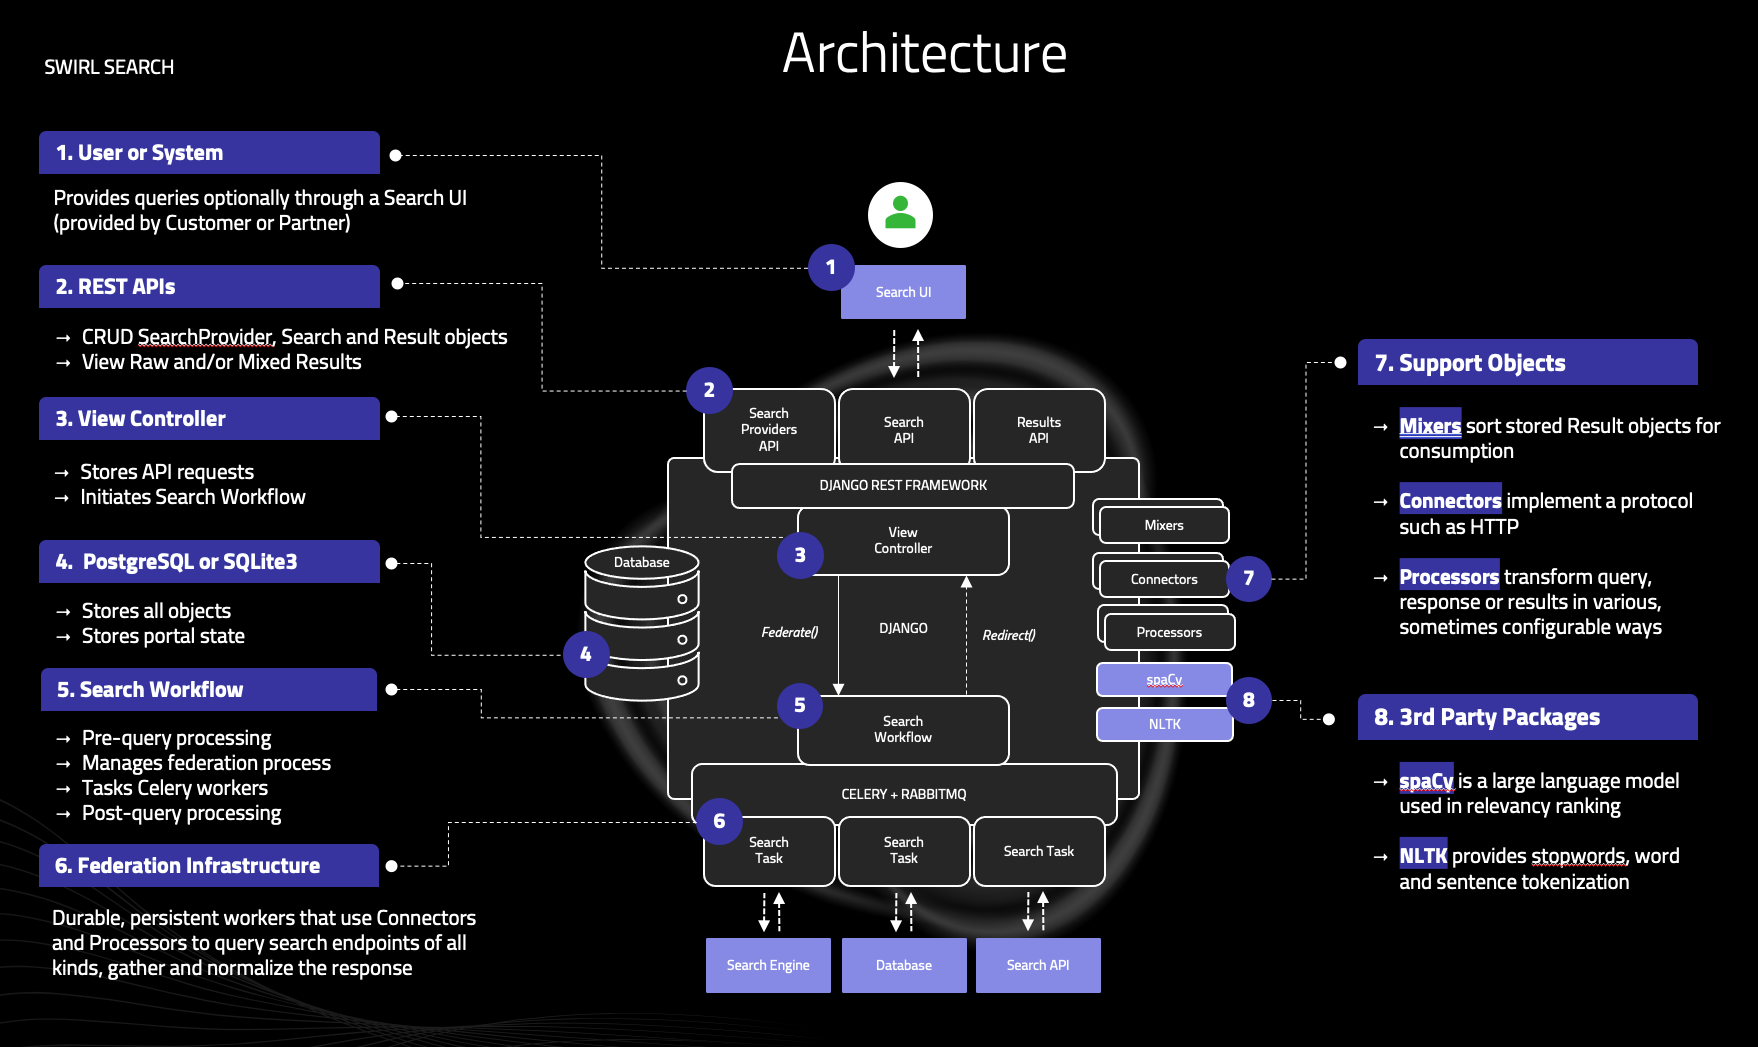 Architecture
SWIRL SEARCH
1. User or System
Provides queries optionally through a Search UI
(provided by Customer or Partner)
2. REST APIs
→ CRUD SearchProvider, Search and Result objects
→ View Raw and/or Mixed Results
3. View Controller
→ Stores API requests
→ Initiates Search Workflow
4. PostgreSQL or SQLite3
→ Stores all objects
→ Stores portal state
5. Search Workflow
→ Pre-query processing
→ Manages federation process
→ Tasks Celery workers
→ Post-query processing
6. Federation Infrastructure
Durable, persistent workers that use Connectors
and Processors to query search endpoints of all
kinds, gather and normalize the response
1
Search UI
2
Search
Providers
API
Search
API
Results
API
DJANGO REST FRAMEWORK
View
Controller
3
Database
4
Federate()
DJANGO
Redirect()
5
Search
Workflow
CELERY + RABBITMQ
6
Search
Task
Search
Task
Search Task
Search Engine
Database
Search API
Mixers
Connectors
7
Processors
spaCy
8
NLTK
7. Support Objects
→ Mixers sort stored Result objects for
consumption
→ Connectors implement a protocol
such as HTTP
→ Processors transform query,
response or results in various,
sometimes configurable ways
8. 3rd Party Packages
→ spaCy is a large language model
used in relevancy ranking
→ NLTK provides stopwords, word
and sentence tokenization